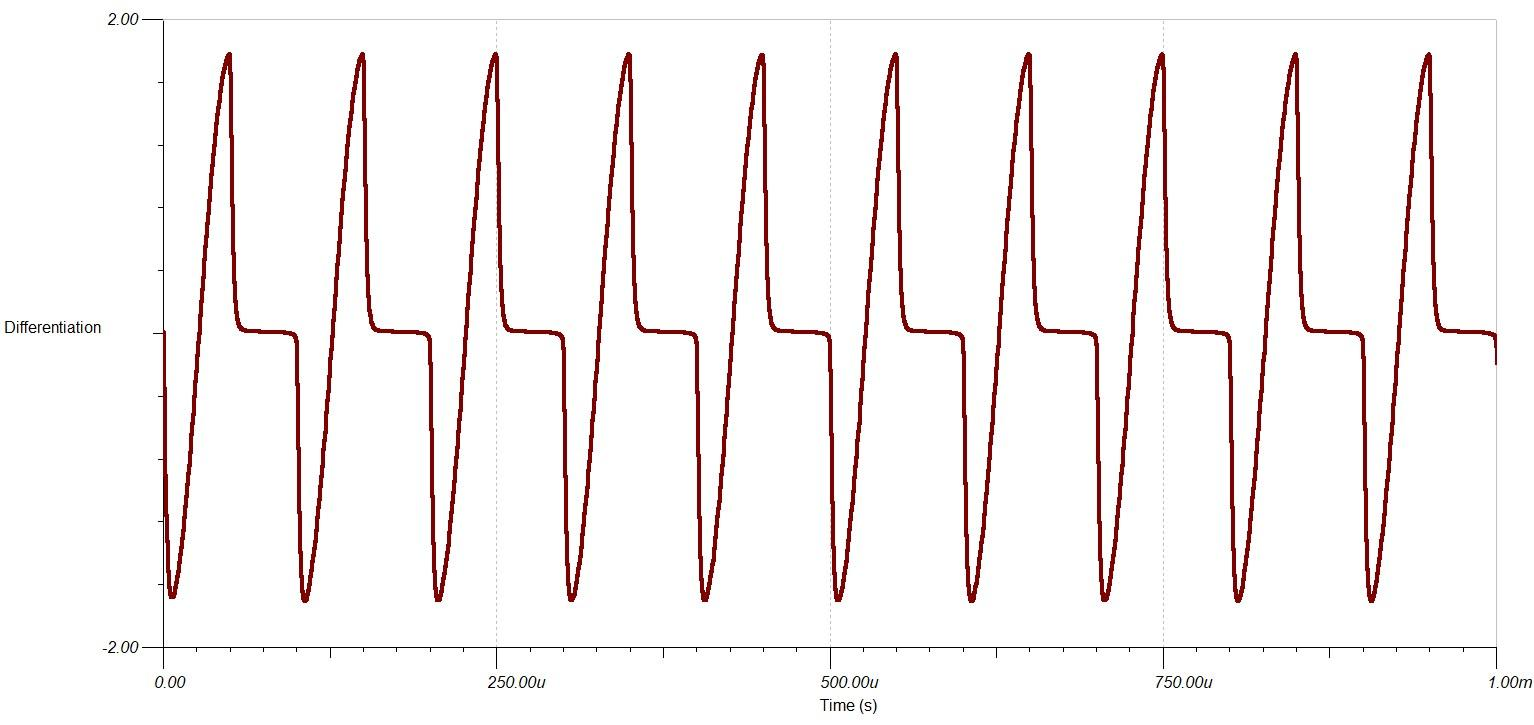 2.00
Differentiation
-2.00
0.00
250.00u
500.00u
750.00u
1.00m
Time (s)